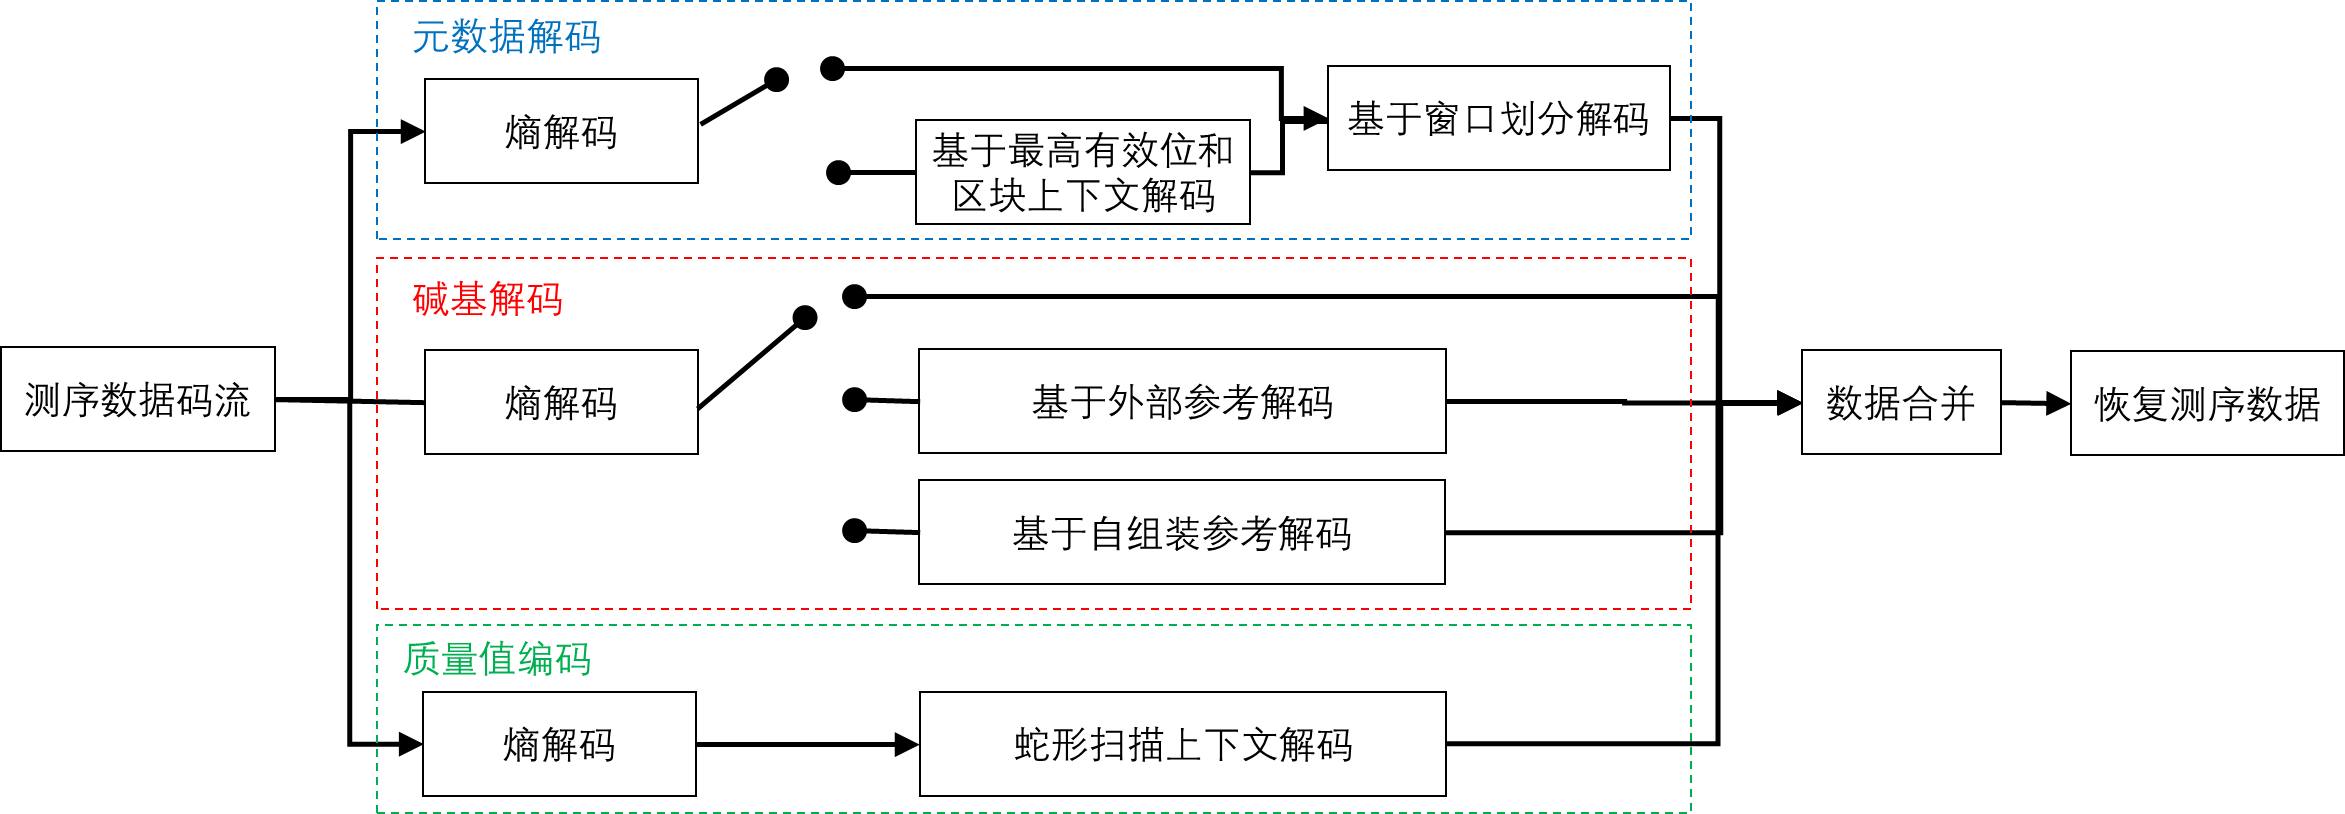 元数据解码
熵解码
基于最高有效位和
区块上下文解码
基于窗口划分解码
碱基解码
测序数据码流
熵解码
基于外部参考解码
基于自组装参考解码
数据合并
恢复测序数据
质量值编码
熵解码
蛇形扫描上下文解码